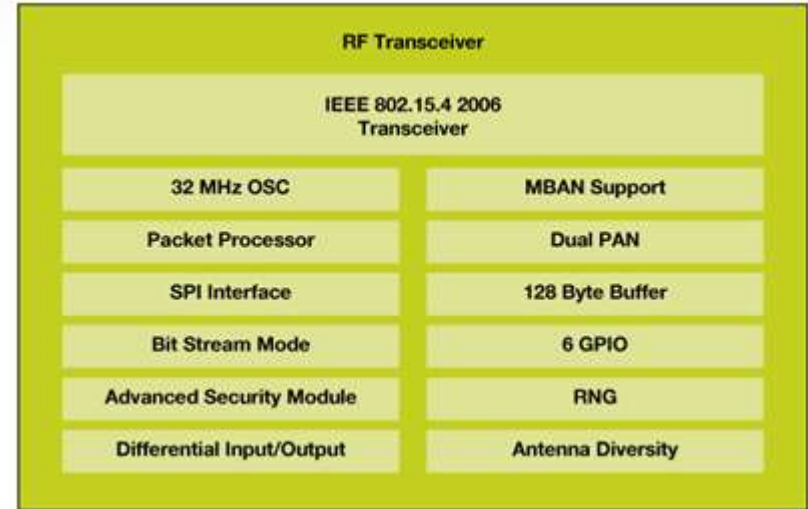 RF Transceiver
IEEE 802.15.4 2006
Transceiver
32 MHz OSC
MBAN Support
Packet Processor
Dual PAN
SPI Interface
128 Byte Buffer
Bit Stream Mode
6 GPIO
Advanced Security Module
RNG
Differential Input/Output
Antenna Diversity